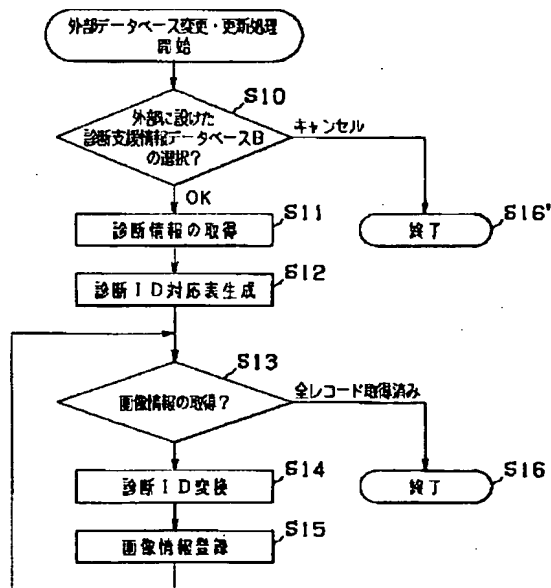 外部データベース変更・更新処理
開始
S10
外部に設けた
診断支援情報データベースB
の選択?
キャンセル
OK
S11
診断情報の取得
S16'
終了
S12
診断ID対応表生成
S13
画像情報の取得?
全レコード取得済み
S14
診断ID変換
S16
終了
S15
画像情報登録